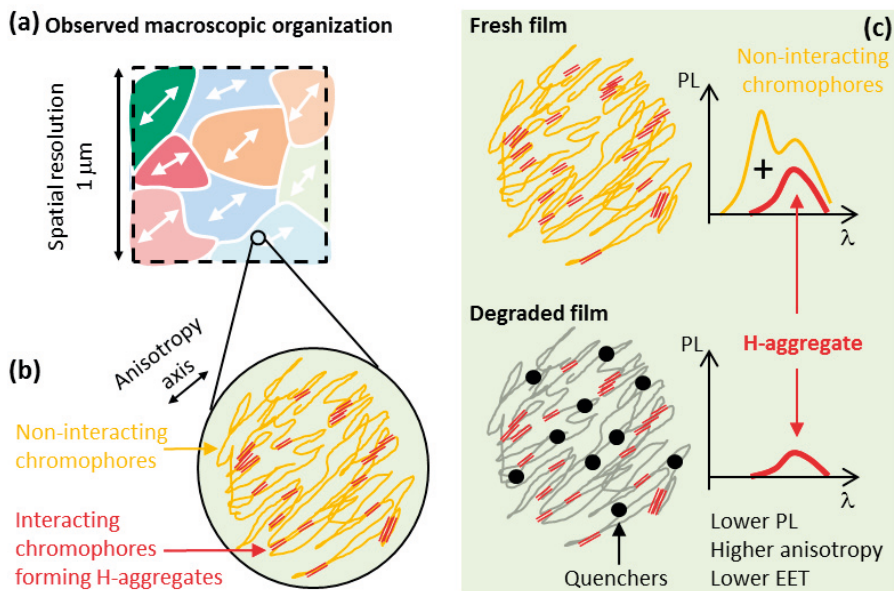 (a) Observed macroscopic organization
Spatial resolution
1 μm
Anisotropy
axis
(b)
Non-interacting
chromophores
Interacting
chromophores
forming H-aggregates
(c)
Fresh film
Non-interacting
chromophores
PL
+
λ
H-aggregate
Degraded film
PL
λ
Quenchers
Lower PL
Higher anisotropy
Lower EET